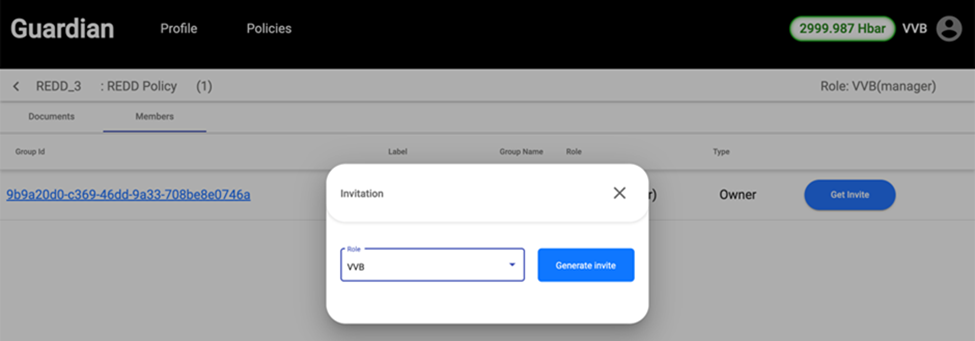 Guardian Profile Policies 2999.987 Hbar VVB
REDD_3 : REDD Policy (1) Role: VVB(manager)
Documents Members
Group Id Label Group Name Role Type
9b9a20d0-c369-46dd-9a33-708be8e0746a r) Owner Get Invite
Invitation
Role
VVB Generate invite